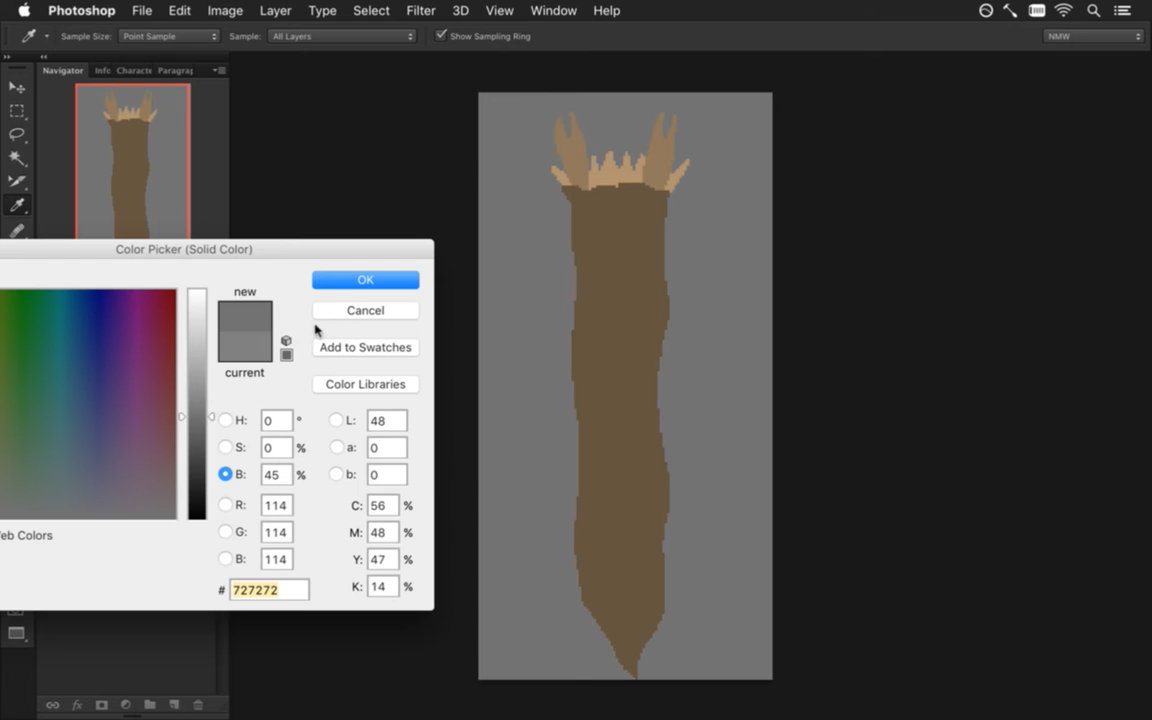 Photoshop File Edit Image Layer Type Select Filter 3D View Window Help
Sample Size: Point Sample Sample: All Layers Show Sampling Ring NMW
Navigator Info Characte Paragra
Color Picker (Solid Color)
new
OK
Cancel
Add to Swatches
current
Color Libraries
H: 0 ° L: 48
S: 0 % a: 0
B: 45 % b: 0
R: 114 C: 56 %
G: 114 M: 48 %
eb Colors
B: 114 Y: 47 %
# 727272 K: 14 %
fx